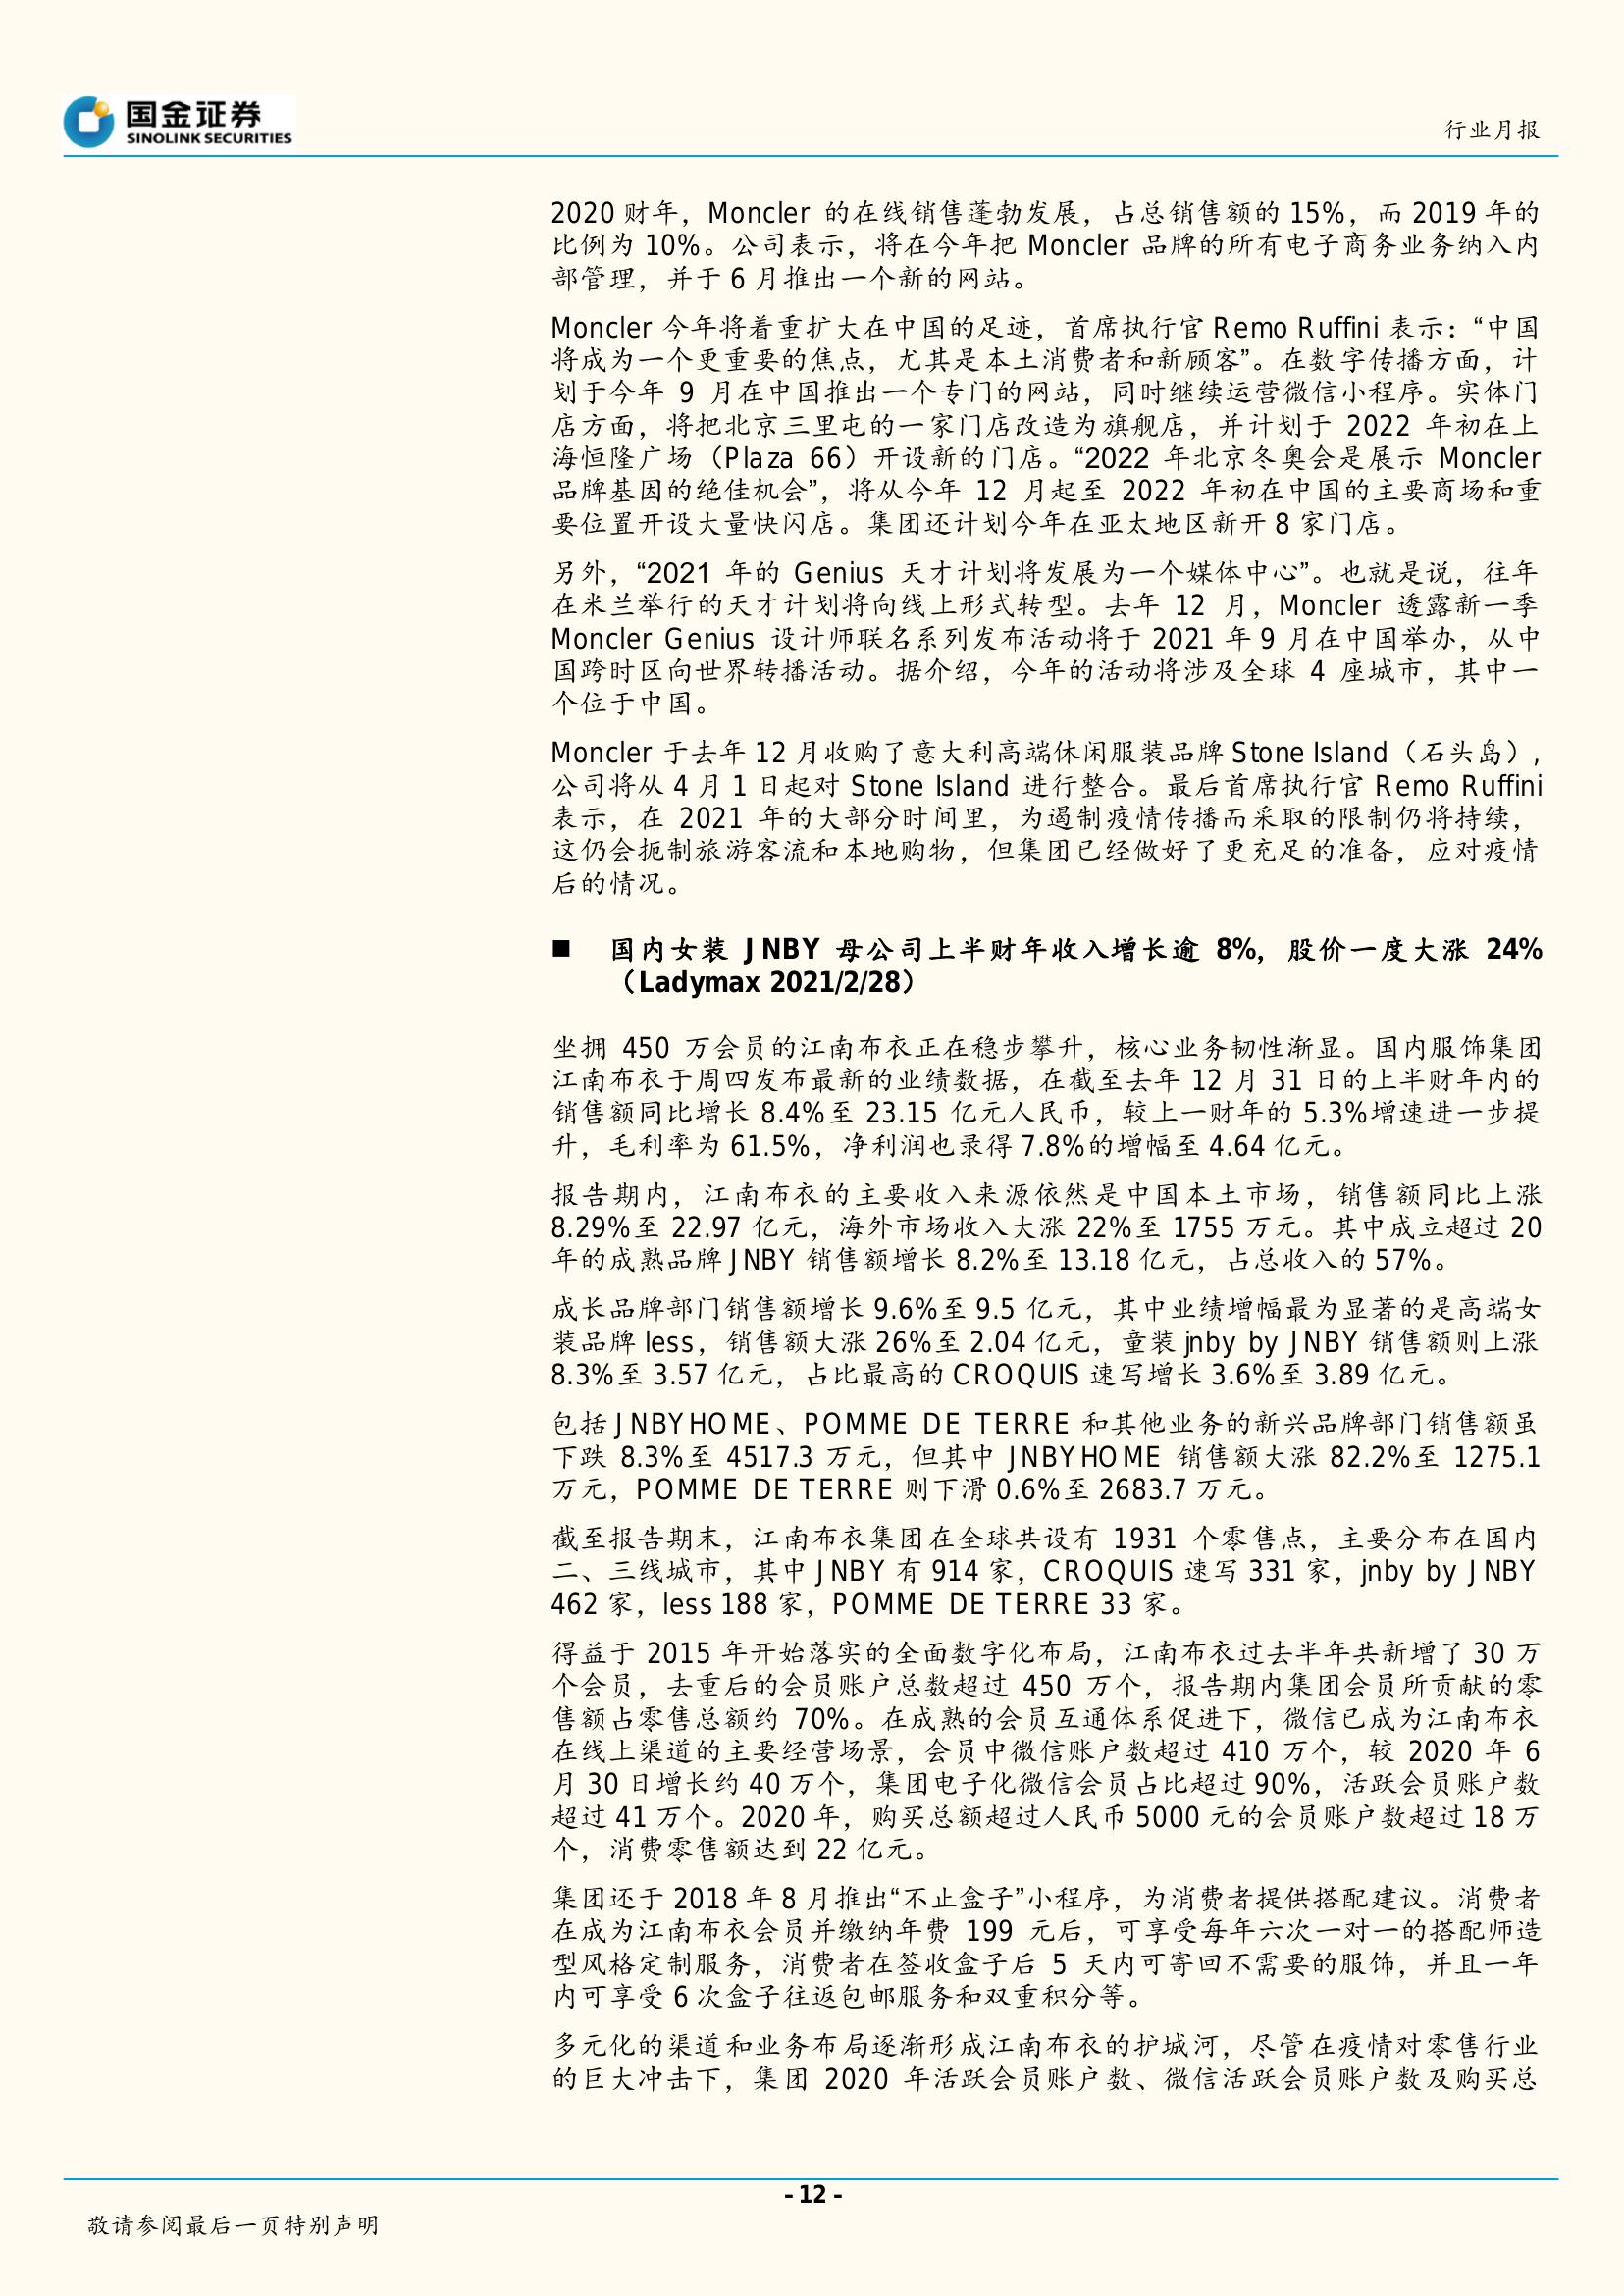 国金证券
SINOLINK SECURITIES
行业月报
2020 财年，Moncler 的在线销售蓬勃发展，占总销售额的 15%，而 2019 年的
比例为 10%。公司表示，将在今年把 Moncler 品牌的所有电子商务业务纳入内
部管理，并于 6 月推出一个新的网站。
Moncler 今年将着重扩大在中国的足迹，首席执行官 Remo Ruffini 表示：“中国
将成为一个更重要的焦点，尤其是本土消费者和新顾客”。在数字传播方面，计
划于今年 9 月在中国推出一个专门的网站，同时继续运营微信小程序。实体门
店方面，将把北京三里屯的一家门店改造为旗舰店，并计划于 2022 年初在上
海恒隆广场（Plaza 66）开设新的门店。“2022 年北京冬奥会是展示 Moncler
品牌基因的绝佳机会”，将从今年 12 月起至 2022 年初在中国的主要商场和重
要位置开设大量快闪店。集团还计划今年在亚太地区新开 8 家门店。
另外，“2021 年的 Genius 天才计划将发展为一个媒体中心”。也就是说，往年
在米兰举行的天才计划将向线上形式转型。去年 12 月，Moncler 透露新一季
Moncler Genius 设计师联名系列发布活动将于 2021 年 9 月在中国举办，从中
国跨时区向世界转播活动。据介绍，今年的活动将涉及全球 4 座城市，其中一
个位于中国。
Moncler 于去年 12 月收购了意大利高端休闲服装品牌 Stone Island（石头岛），
公司将从 4 月 1 日起对 Stone Island 进行整合。最后首席执行官 Remo Ruffini
表示，在 2021 年的大部分时间里，为遏制疫情传播而采取的限制仍将持续，
这仍会扼制旅游客流和本地购物，但集团已经做好了更充足的准备，应对疫情
后的情况。
■ 国内女装 JNBY 母公司上半财年收入增长逾 8%，股价一度大涨 24%
（Ladymax 2021/2/28）
坐拥 450 万会员的江南布衣正在稳步攀升，核心业务韧性渐显。国内服饰集团
江南布衣于周四发布最新的业绩数据，在截至去年 12 月 31 日的上半财年内的
销售额同比增长 8.4%至 23.15 亿元人民币，较上一财年的 5.3%增速进一步提
升，毛利率为 61.5%，净利润也录得 7.8%的增幅至 4.64 亿元。
报告期内，江南布衣的主要收入来源依然是中国本土市场，销售额同比上涨
8.29%至 22.97 亿元，海外市场收入大涨 22%至 1755 万元。其中成立超过 20
年的成熟品牌 JNBY 销售额增长 8.2%至 13.18 亿元，占总收入的 57%。
成长品牌部门销售额增长 9.6%至 9.5 亿元，其中业绩增幅最为显著的是高端女
装品牌 less，销售额大涨 26%至 2.04 亿元，童装 jnby by JNBY 销售额则上涨
8.3%至 3.57 亿元，占比最高的 CROQUIS 速写增长 3.6%至 3.89 亿元。
包括 JNBYHOME、POMME DE TERRE 和其他业务的新兴品牌部门销售额虽
下跌 8.3%至 4517.3 万元，但其中 JNBYHOME 销售额大涨 82.2%至 1275.1
万元，POMME DE TERRE 则下滑 0.6%至 2683.7 万元。
截至报告期末，江南布衣集团在全球共设有 1931 个零售点，主要分布在国内
二、三线城市，其中 JNBY 有 914 家，CROQUIS 速写 331 家，jnby by JNBY
462 家，less 188 家，POMME DE TERRE 33 家。
得益于 2015 年开始落实的全面数字化布局，江南布衣过去半年共新增了 30 万
个会员，去重后的会员账户总数超过 450 万个，报告期内集团会员所贡献的零
售额占零售总额约 70%。在成熟的会员互通体系促进下，微信已成为江南布衣
在线上渠道的主要经营场景，会员中微信账户数超过 410 万个，较 2020 年 6
月 30 日增长约 40 万个，集团电子化微信会员占比超过 90%，活跃会员账户数
超过 41 万个。2020 年，购买总额超过人民币 5000 元的会员账户数超过 18 万
个，消费零售额达到 22 亿元。
集团还于 2018 年 8 月推出“不止盒子”小程序，为消费者提供搭配建议。消费者
在成为江南布衣会员并缴纳年费 199 元后，可享受每年六次一对一的搭配师造
型风格定制服务，消费者在签收盒子后 5 天内可寄回不需要的服饰，并且一年
内可享受 6 次盒子往返包邮服务和双重积分等。
多元化的渠道和业务布局逐渐形成江南布衣的护城河，尽管在疫情对零售行业
的巨大冲击下，集团 2020 年活跃会员账户数、微信活跃会员账户数及购买总
- 12 -
敬请参阅最后一页特别声明